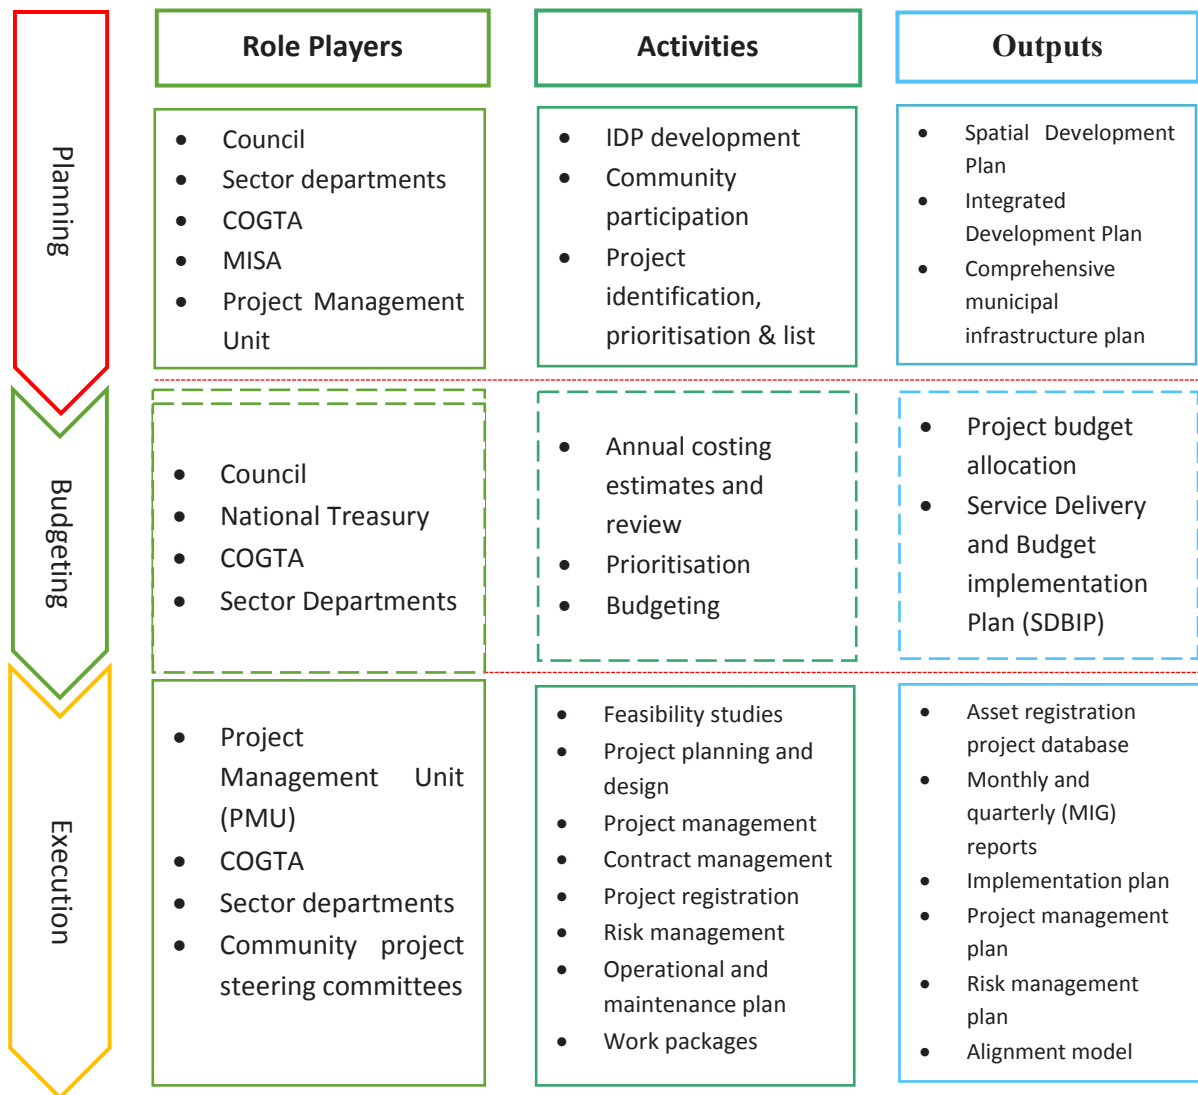 Role Players
Activities
Outputs
Planning
• Council
• Sector departments
• COGTA
• MISA
• Project Management
Unit
• IDP development
• Community
participation
• Project
identification,
prioritisation & list
• Spatial Development
Plan
• Integrated
Development Plan
• Comprehensive
municipal
infrastructure plan
Budgeting
• Council
• National Treasury
• COGTA
• Sector Departments
• Annual costing
estimates and
review
• Prioritisation
• Budgeting
• Project budget
allocation
• Service Delivery
and Budget
implementation
Plan (SDBIP)
Execution
• Project
Management Unit
(PMU)
• COGTA
• Sector departments
• Community project
steering committees
• Feasibility studies
• Project planning and
design
• Project management
• Contract management
• Project registration
• Risk management
• Operational and
maintenance plan
• Work packages
• Asset registration
project database
• Monthly and
quarterly (MIG)
reports
• Implementation plan
• Project management
plan
• Risk management
plan
• Alignment model